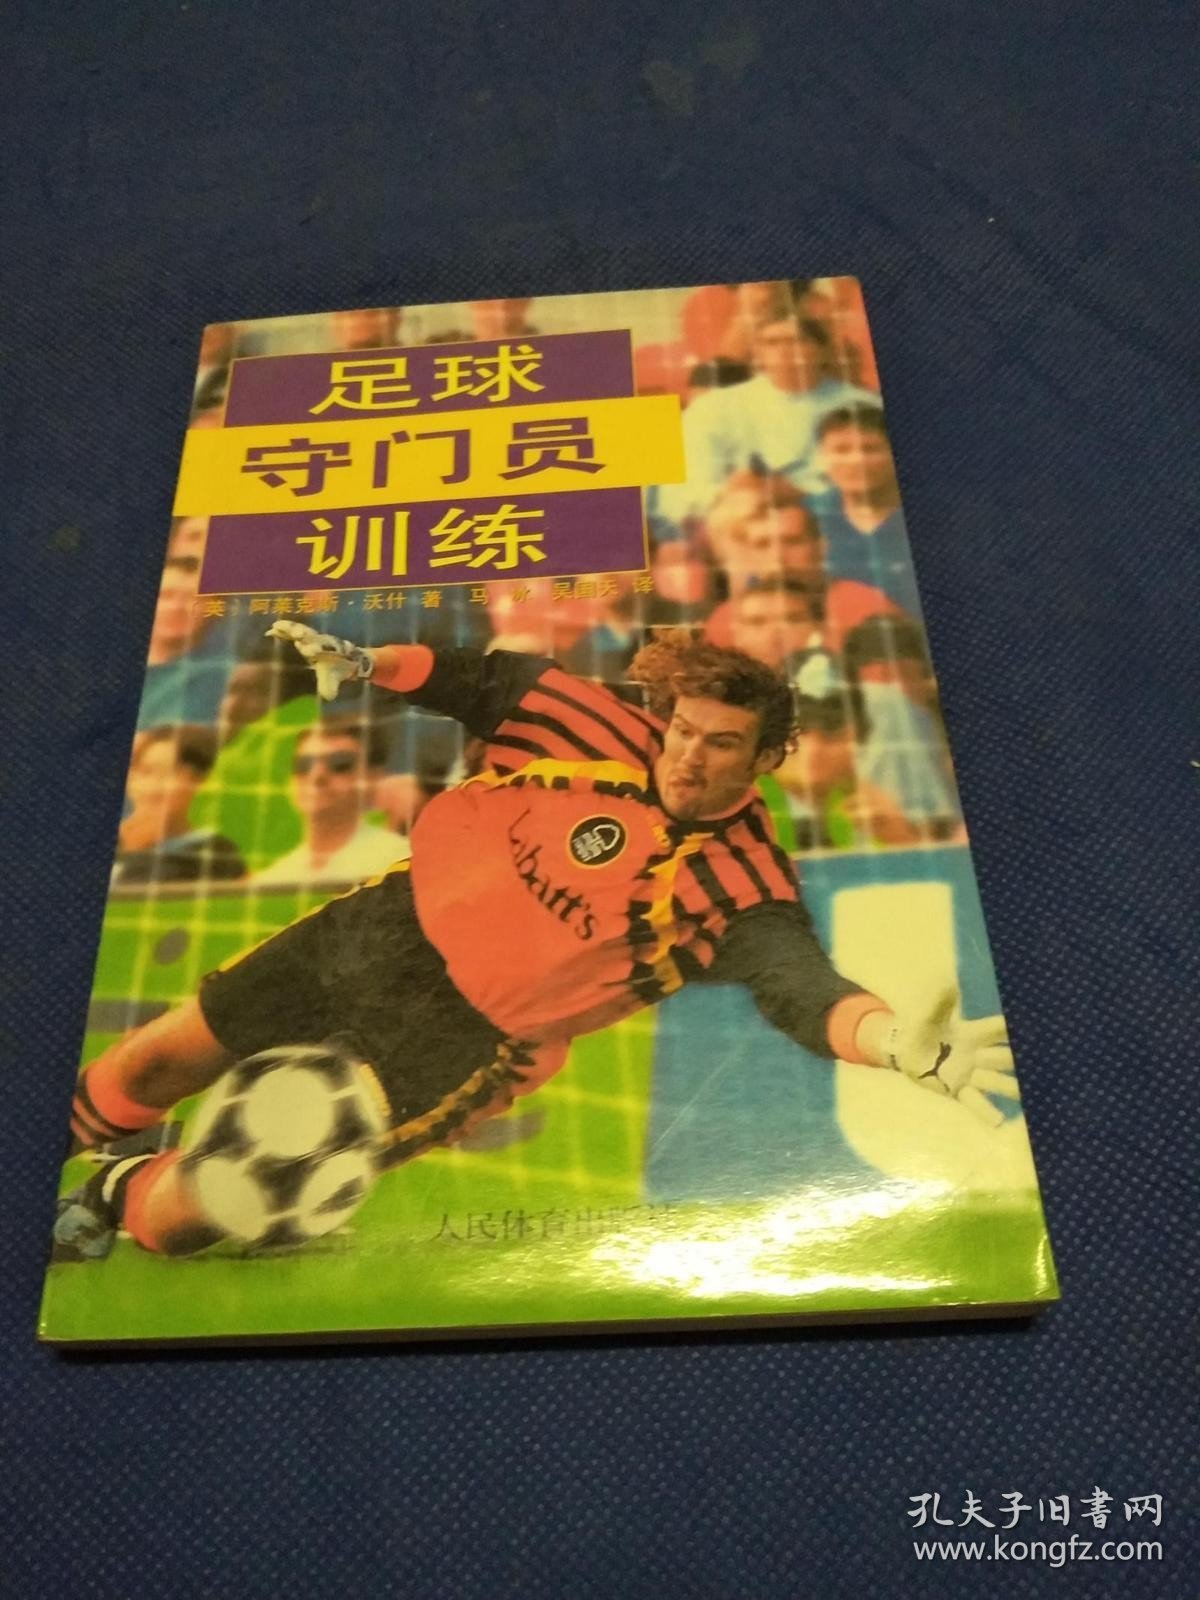 足球
守门员
训练
〔英〕阿莱克斯·沃什 著 马 冰 吴国天 译
Labatt's
人民体育出版社
孔夫子旧書网
www.kongfz.com